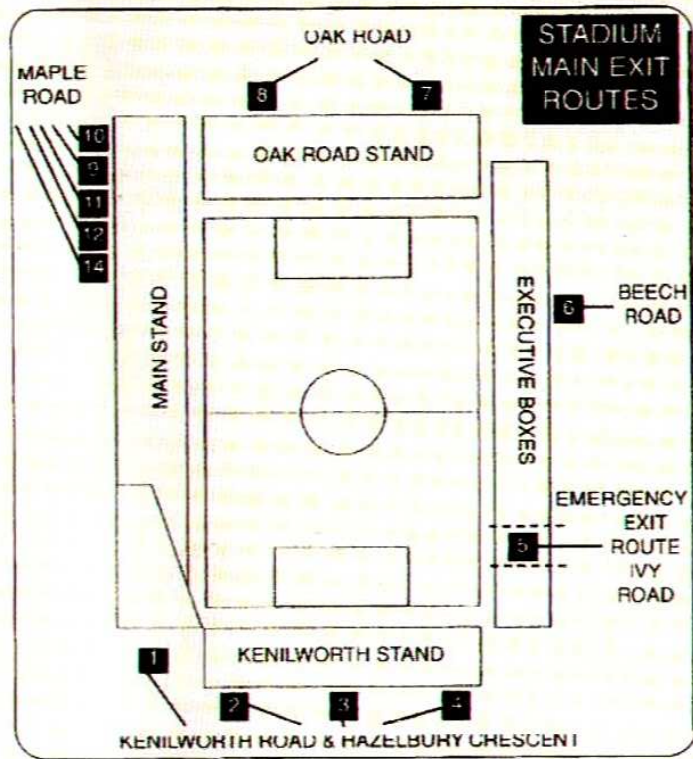 OAK ROAD
STADIUM
MAIN EXIT
ROUTES
MAPLE
ROAD
8
7
10
9
11
12
14
OAK ROAD STAND
MAIN STAND
EXECUTIVE BOXES
6
BEECH
ROAD
EMERGENCY
EXIT
ROUTE
IVY
ROAD
5
1
KENILWORTH STAND
2
3
4
KENILWORTH ROAD & HAZELBURY CRESCENT